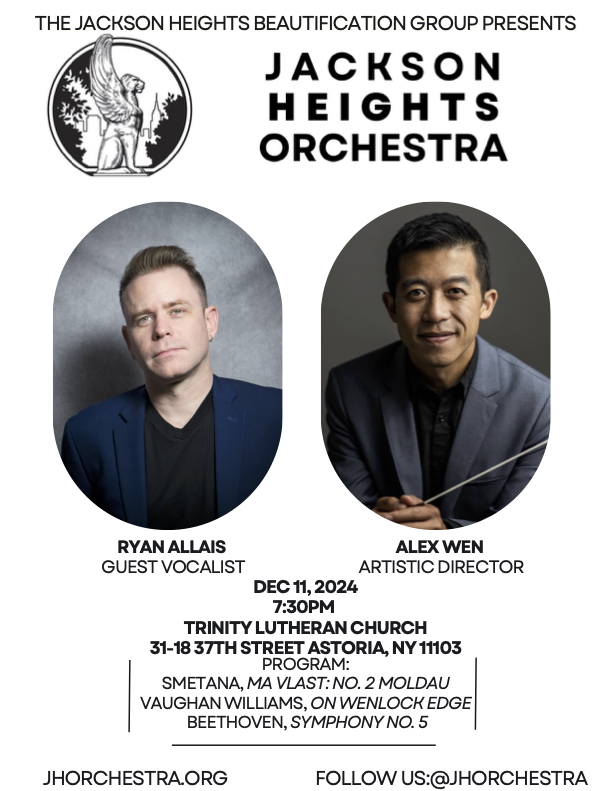 THE JACKSON HEIGHTS BEAUTIFICATION GROUP PRESENTS
JACKSON
HEIGHTS
ORCHESTRA
RYAN ALLAIS
GUEST VOCALIST
ALEX WEN
ARTISTIC DIRECTOR
DEC 11, 2024
7:30PM
TRINITY LUTHERAN CHURCH
31-18 37TH STREET ASTORIA, NY 11103
PROGRAM:
SMETANA, MA VLAST: NO. 2 MOLDAU
VAUGHAN WILLIAMS, ON WENLOCK EDGE
BEETHOVEN, SYMPHONY NO. 5
JHORCHESTRA.ORG
FOLLOW US:@JHORCHESTRA